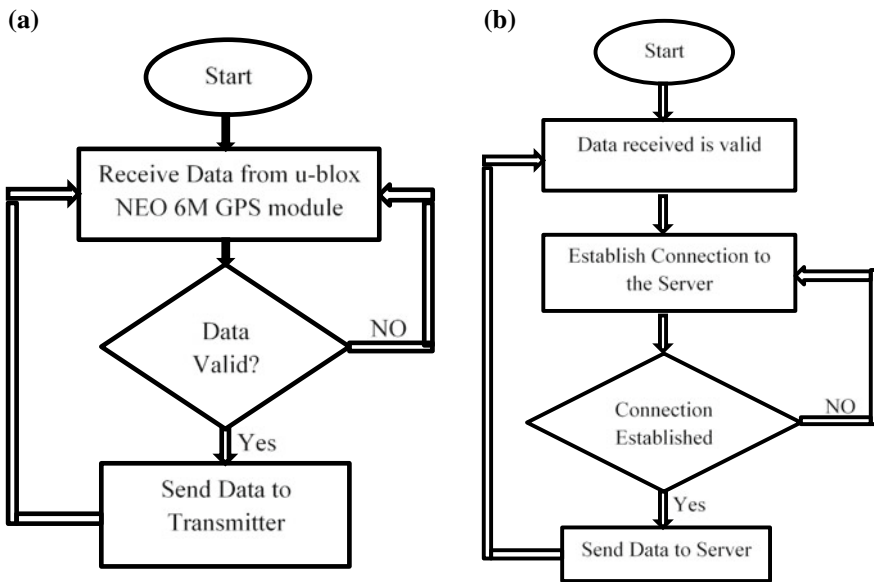 (a)
Start
Receive Data from u-blox
NEO 6M GPS module
Data
Valid?
NO
Yes
Send Data to
Transmitter
(b)
Start
Data received is valid
Establish Connection to
the Server
Connection
Established
NO
Yes
Send Data to Server